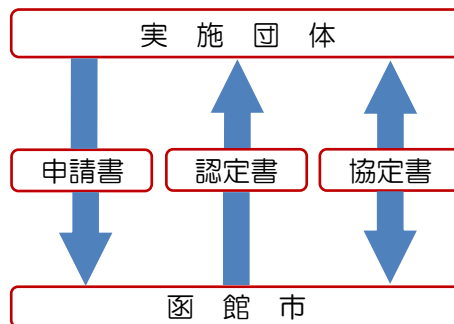 実施団体
申請書 認定書 協定書
函館市